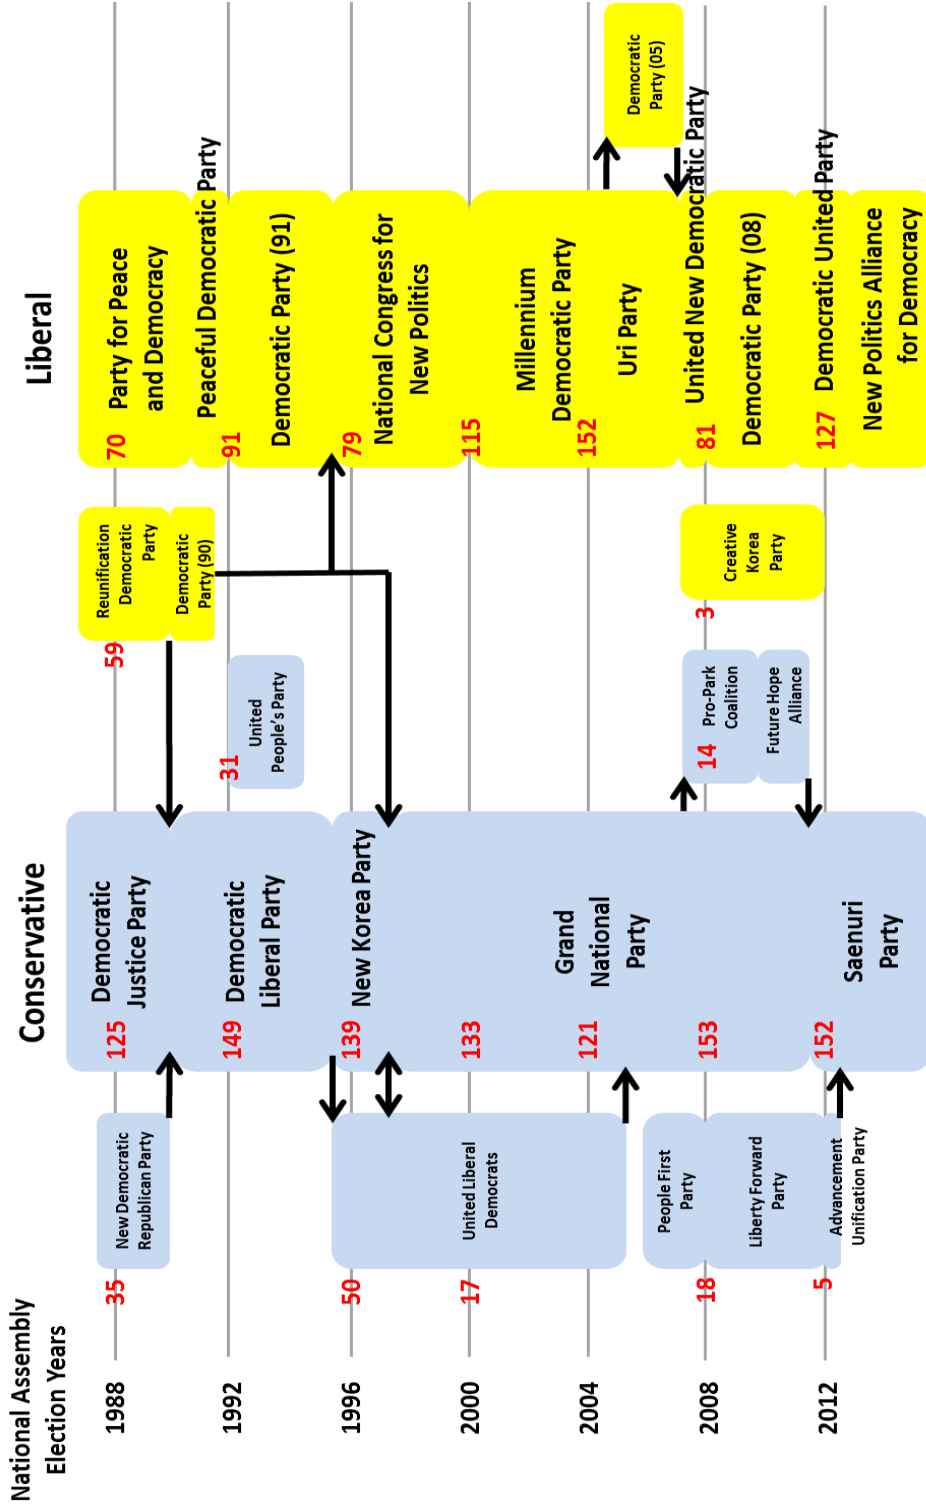 National Assembly
Election Years
Conservative
Liberal
1988
35
New Democratic
Republican Party
125
Democratic
Justice Party
59
Reunification
Democratic
Party
70
Party for Peace
and Democracy
Democratic
Party (90)
Peaceful Democratic Party
1992
149
Democratic
Liberal Party
31
United
People's Party
91
Democratic Party (91)
1996
50
139
New Korea Party
79
National Congress for
New Politics
2000
17
United Liberal
Democrats
133
115
Millennium
Democratic Party
2004
121
Grand
National
Party
152
Uri Party
Democratic
Party (05)
People First
Party
2008
18
153
14
Pro-Park
Coalition
3
Creative
Korea
Party
81
United New Democratic Party
Liberty Forward
Party
Future Hope
Alliance
Democratic Party (08)
2012
5
Advancement
Unification Party
152
Saenuri
Party
127
Democratic United Party
New Politics Alliance
for Democracy